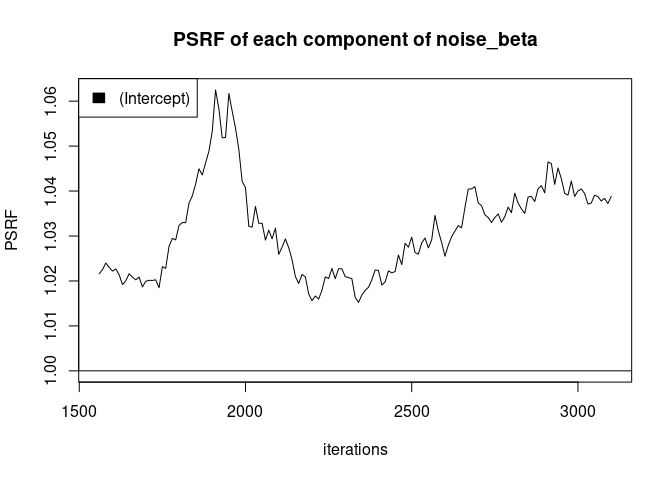 PSRF of each component of noise_beta
(Intercept)
PSRF
1.06
1.05
1.04
1.03
1.02
1.01
1.00
1500 2000 2500 3000
iterations